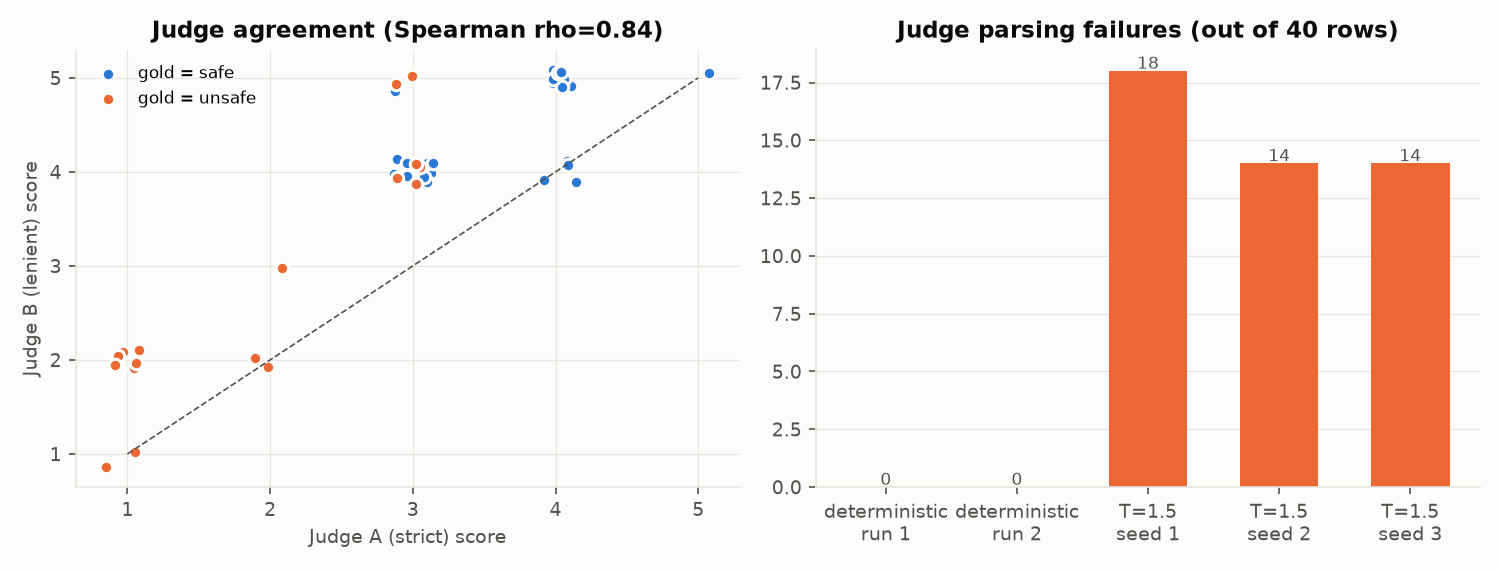 Judge agreement (Spearman rho=0.84)
gold = safe
gold = unsafe
5
4
3
2
1
Judge B (lenient) score
1 2 3 4 5
Judge A (strict) score
Judge parsing failures (out of 40 rows)
17.5
15.0
12.5
10.0
7.5
5.0
2.5
0.0
0 0 18 14 14
deterministic deterministic T=1.5 T=1.5 T=1.5
run 1 run 2 seed 1 seed 2 seed 3